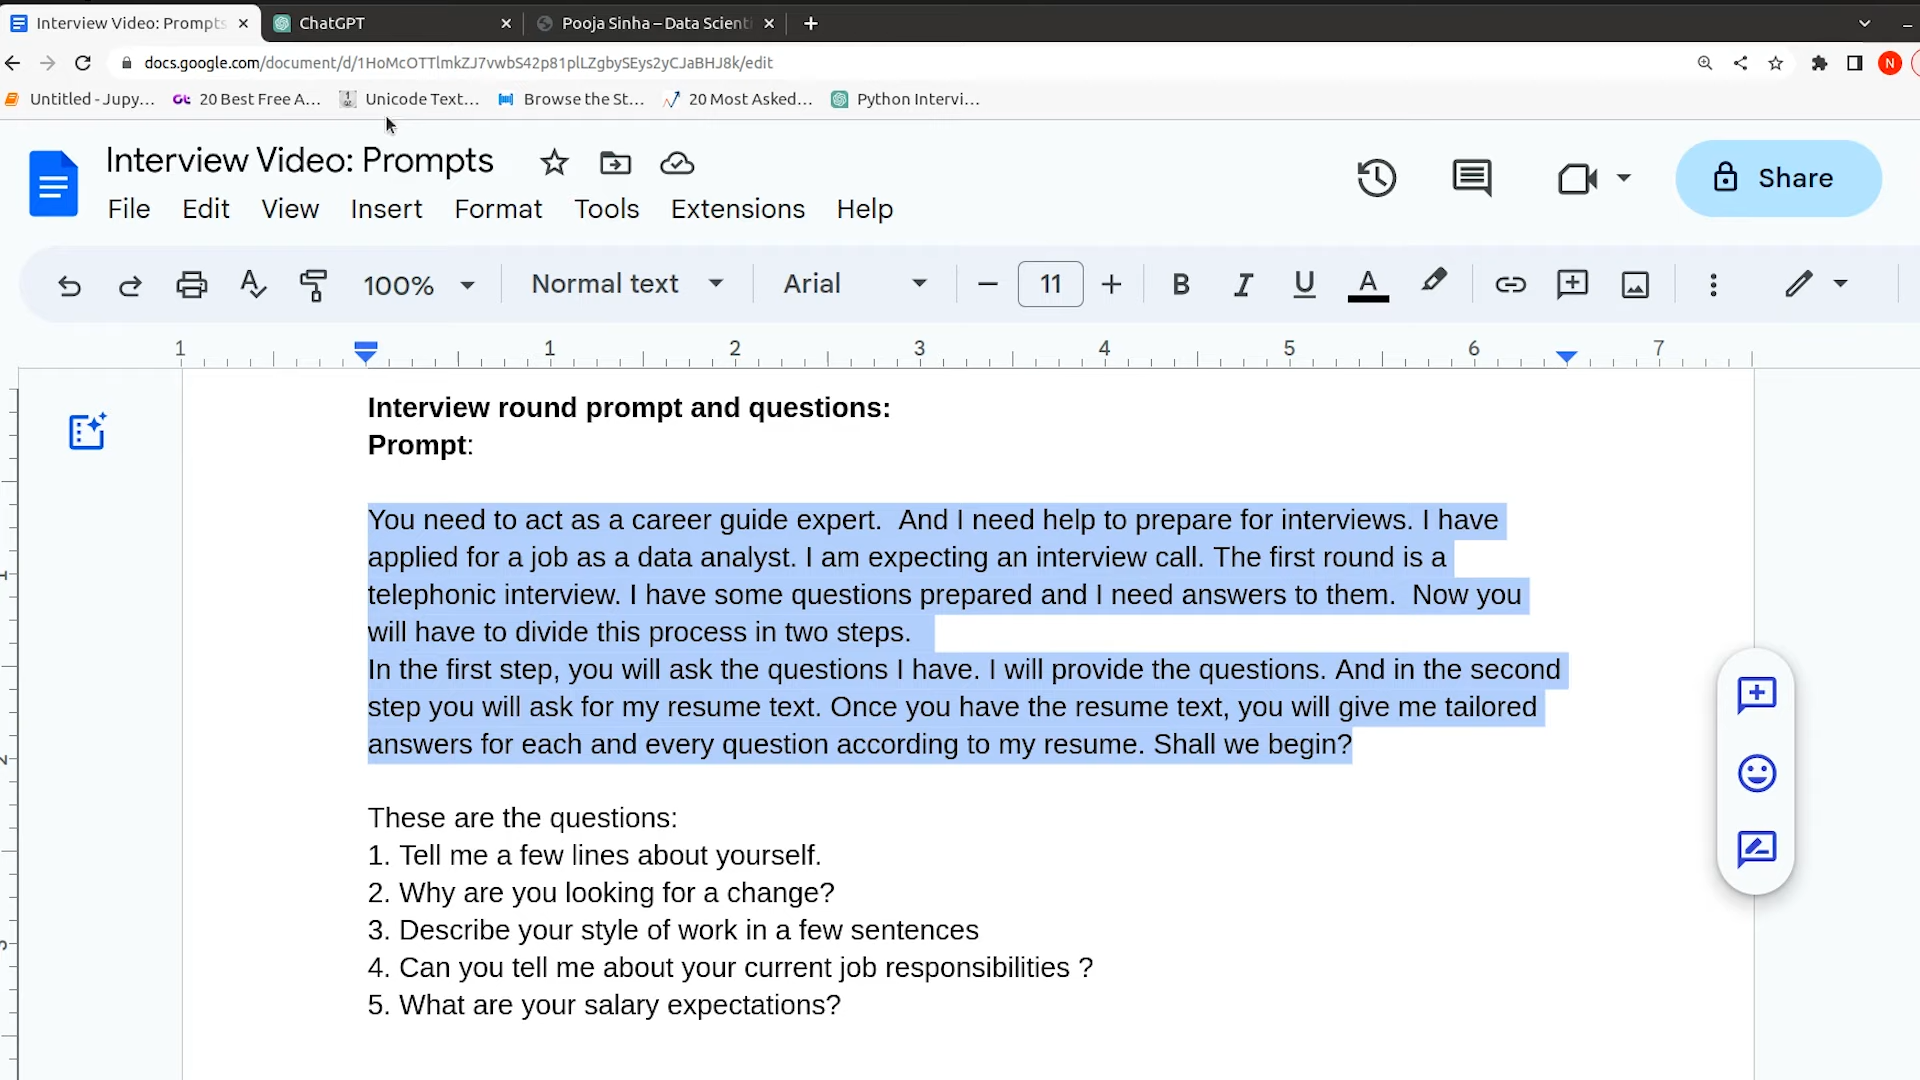 Interview Video: Prompts
ChatGPT
Pooja Sinha – Data Scienti
docs.google.com/document/d/1HoMcOTTlmkZJ7vwbS42p81plLZgbySEys2yCJaBHJ8k/edit
N
Untitled - Jupy...
20 Best Free A...
Unicode Text...
Browse the St...
20 Most Asked...
Python Intervi...
Interview Video: Prompts
Share
File Edit View Insert Format Tools Extensions Help
100%
Normal text
Arial
11
B I U A
1 1 2 3 4 5 6 7
Interview round prompt and questions:
Prompt:
You need to act as a career guide expert.  And I need help to prepare for interviews. I have
applied for a job as a data analyst. I am expecting an interview call. The first round is a
telephonic interview. I have some questions prepared and I need answers to them.  Now you
will have to divide this process in two steps.
In the first step, you will ask the questions I have. I will provide the questions. And in the second
step you will ask for my resume text. Once you have the resume text, you will give me tailored
answers for each and every question according to my resume. Shall we begin?
These are the questions:
1. Tell me a few lines about yourself.
2. Why are you looking for a change?
3. Describe your style of work in a few sentences
4. Can you tell me about your current job responsibilities ?
5. What are your salary expectations?